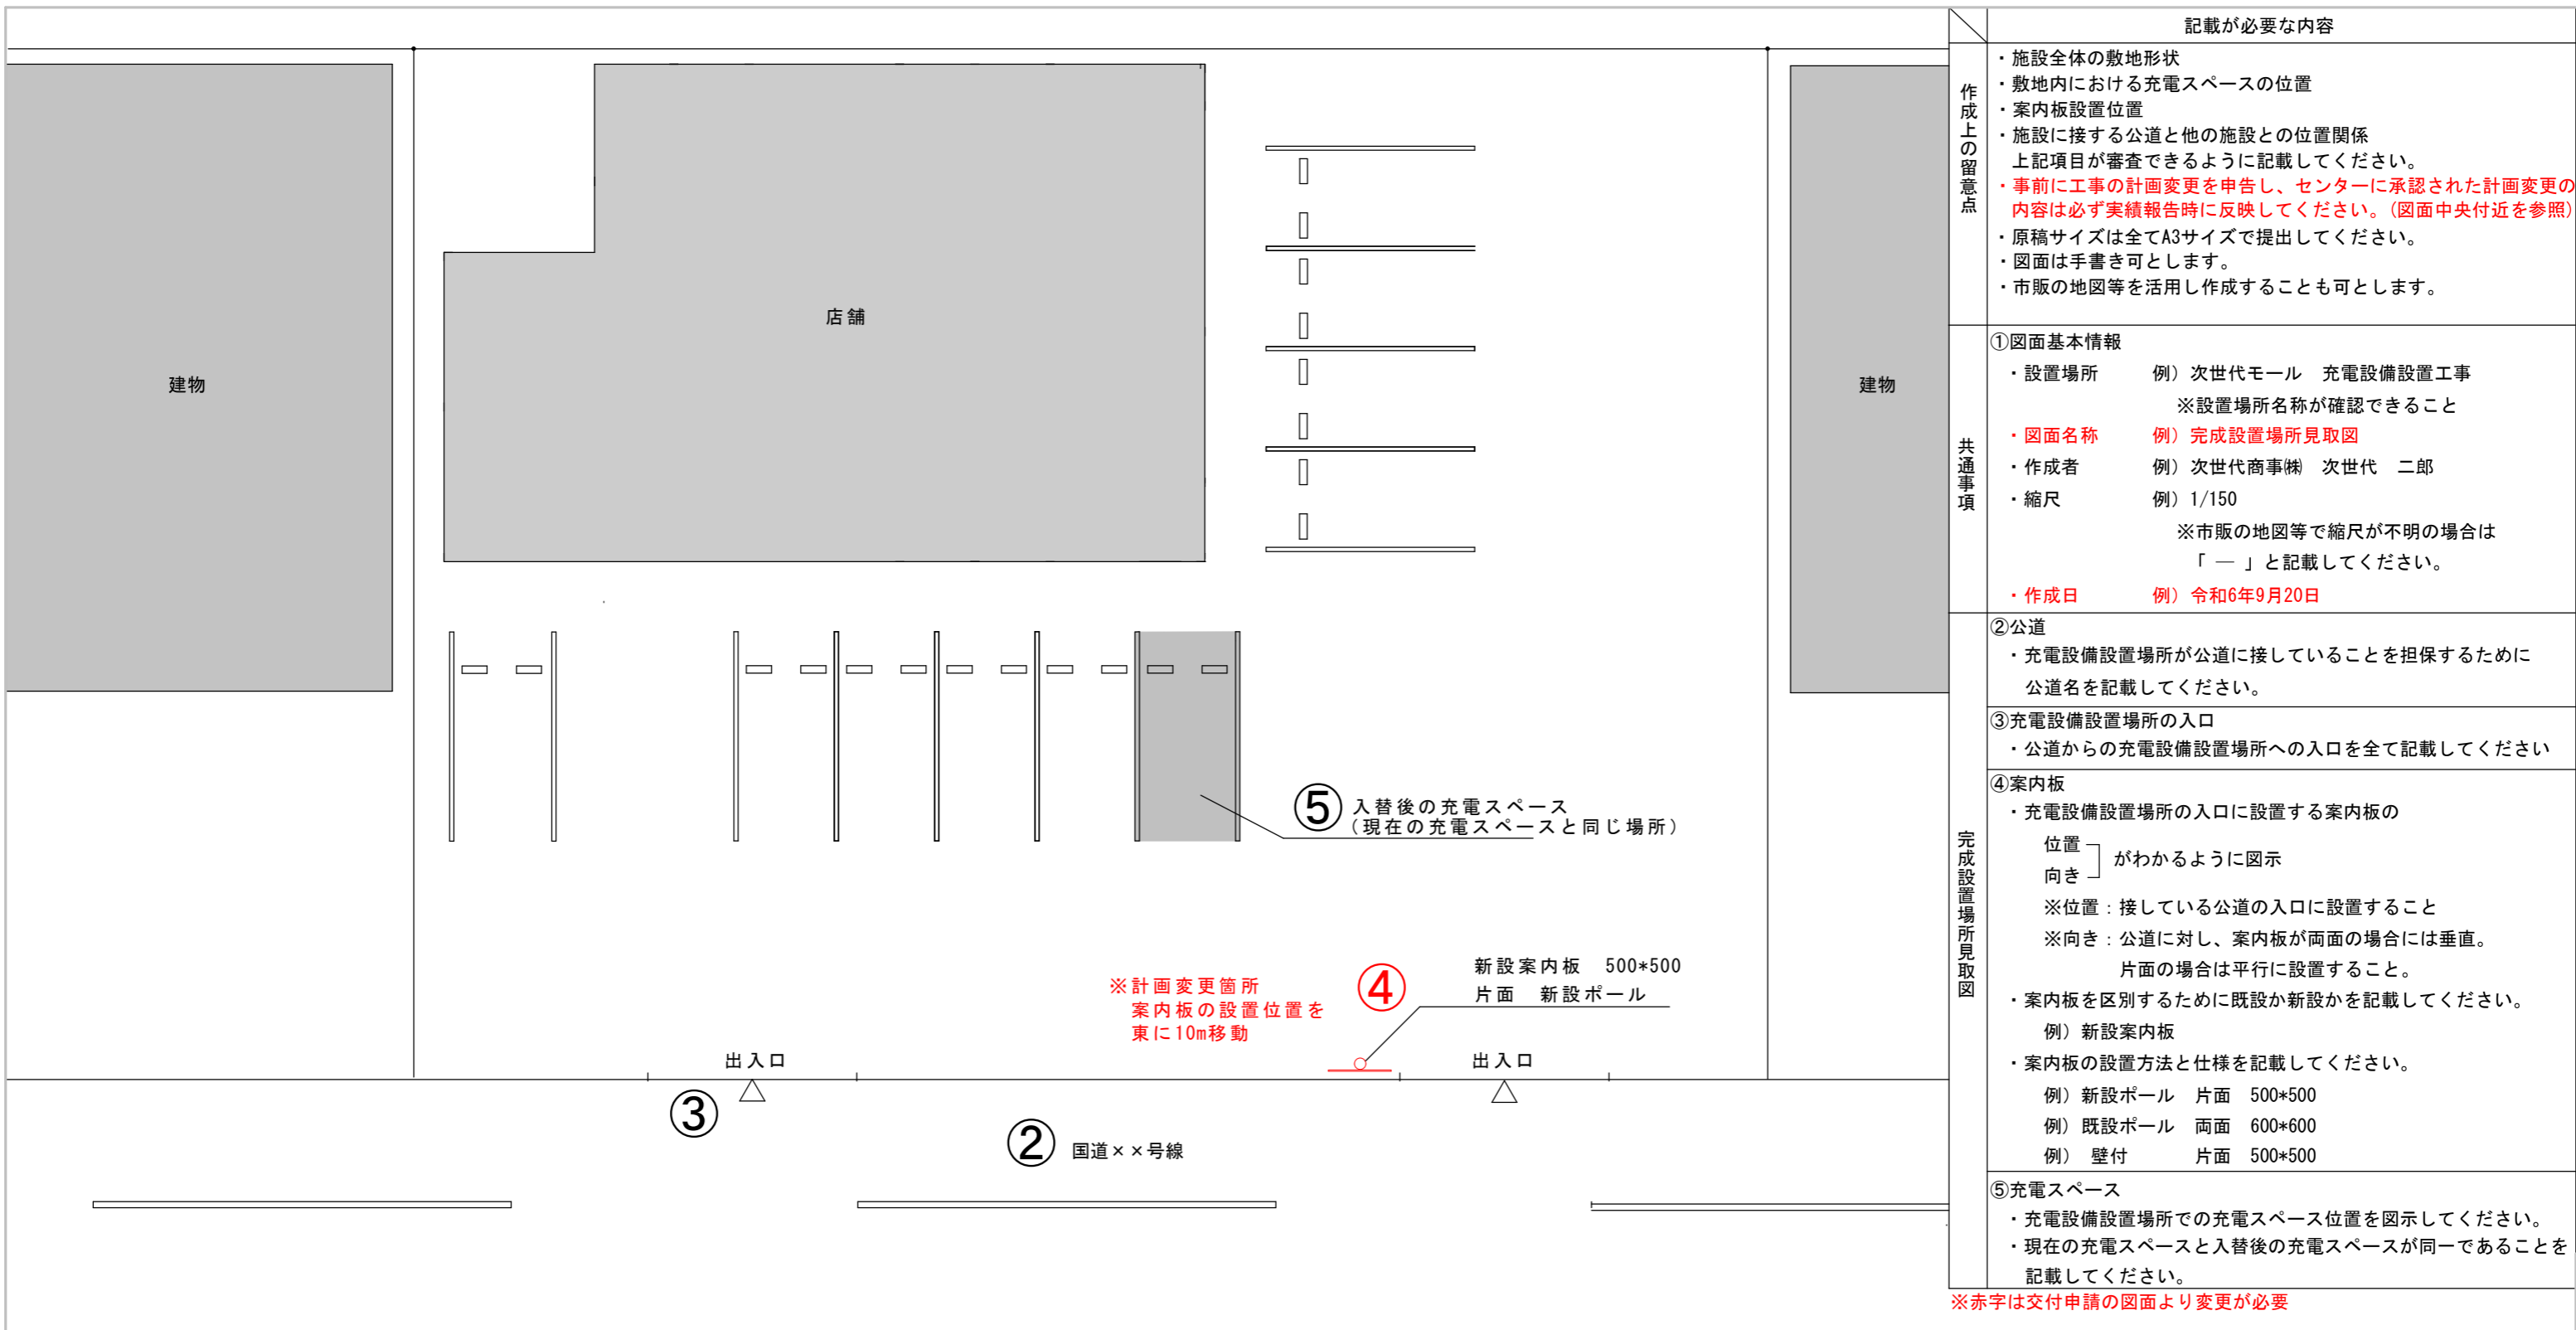 建物
店舗
建物
⑤ 入替後の充電スペース
（現在の充電スペースと同じ場所）
※計画変更箇所
案内板の設置位置を
東に10m移動
④
新設案内板　500*500
片面　新設ポール
出入口
出入口
③
② 国道××号線
記載が必要な内容
作成上の留意点
・施設全体の敷地形状
・敷地内における充電スペースの位置
・案内板設置位置
・施設に接する公道と他の施設との位置関係
上記項目が審査できるように記載してください。
・事前に工事の計画変更を申告し、センターに承認された計画変更の
内容は必ず実績報告時に反映してください。（図面中央付近を参照）
・原稿サイズは全てA3サイズで提出してください。
・図面は手書き可とします。
・市販の地図等を活用し作成することも可とします。
共通事項
①図面基本情報
・設置場所　例）次世代モール　充電設備設置工事
※設置場所名称が確認できること
・図面名称　例）完成設置場所見取図
・作成者　例）次世代商事㈱　次世代　二郎
・縮尺　例）1/150
※市販の地図等で縮尺が不明の場合は
「 ― 」と記載してください。
・作成日　例）令和6年9月20日
完成設置場所見取図
②公道
・充電設備設置場所が公道に接していることを担保するために
公道名を記載してください。
③充電設備設置場所の入口
・公道からの充電設備設置場所への入口を全て記載してください
④案内板
・充電設備設置場所の入口に設置する案内板の
位置
向き
がわかるように図示
※位置：接している公道の入口に設置すること
※向き：公道に対し、案内板が両面の場合には垂直。
片面の場合は平行に設置すること。
・案内板を区別するために既設か新設かを記載してください。
例）新設案内板
・案内板の設置方法と仕様を記載してください。
例）新設ポール　片面　500*500
例）既設ポール　両面　600*600
例）　壁付　片面　500*500
⑤充電スペース
・充電設備設置場所での充電スペース位置を図示してください。
・現在の充電スペースと入替後の充電スペースが同一であることを
記載してください。
※赤字は交付申請の図面より変更が必要